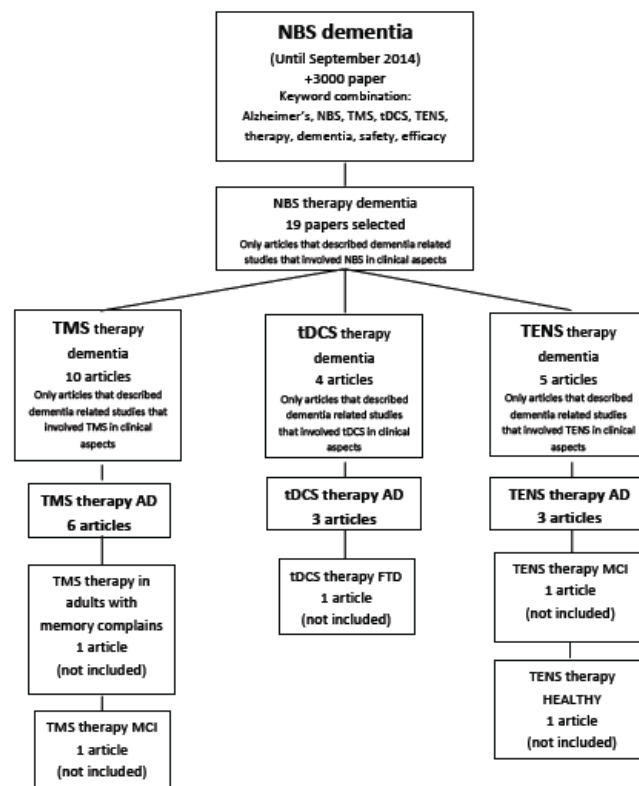 NBS dementia
(Until September 2014)
+3000 paper
Keyword combination:
Alzheimer's, NBS, TMS, tDCS, TENS,
therapy, dementia, safety, efficacy
NBS therapy dementia
19 papers selected
Only articles that described dementia related
studies that involved NBS in clinical aspects
TMS therapy
dementia
10 articles
Only articles that described
dementia related studies that
involved TMS in clinical
aspects
tDCS therapy
dementia
4 articles
Only articles that described
dementia related studies
that involved tDCS in clinical
aspects
TENS therapy
dementia
5 articles
Only articles that described
dementia related studies
that involved TENS in clinical
aspects
TMS therapy AD
6 articles
tDCS therapy AD
3 articles
TENS therapy AD
3 articles
TMS therapy in
adults with
memory complains
1 article
(not included)
tDCS therapy FTD
1 article
(not included)
TENS therapy MCI
1 article
(not included)
TMS therapy MCI
1 article
(not included)
TENS therapy
HEALTHY
1 article
(not included)